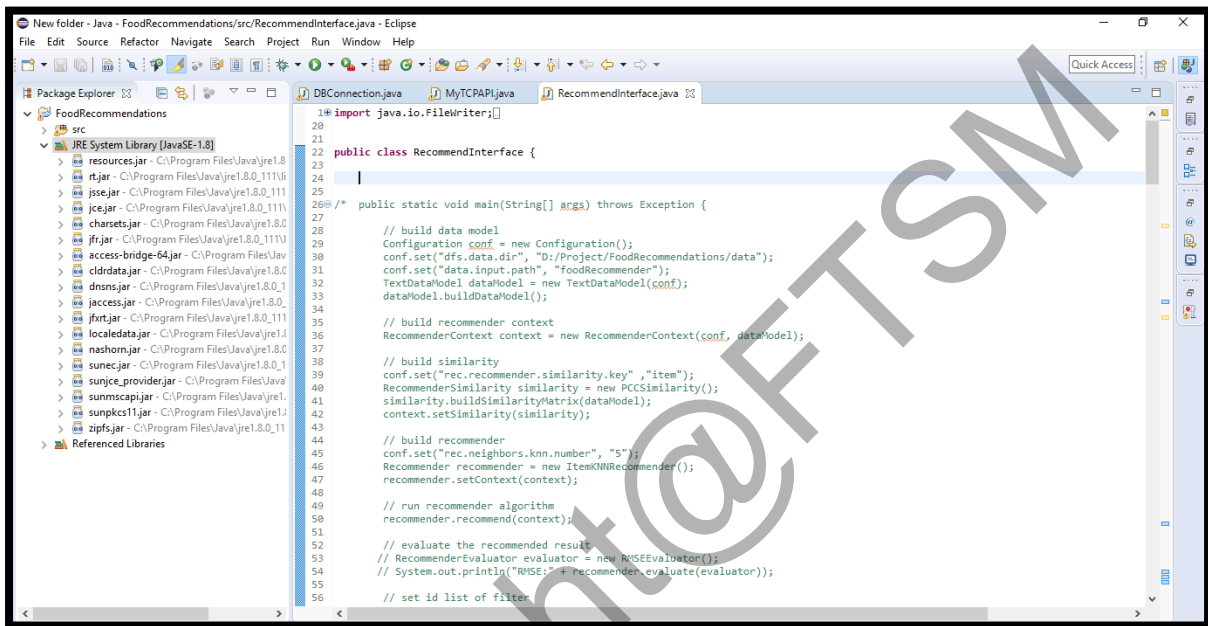 New folder - Java - FoodRecommendations/src/RecommendInterface.java - Eclipse
File Edit Source Refactor Navigate Search Project Run Window Help
Quick Access
Package Explorer
FoodRecommendations
src
JRE System Library [JavaSE-1.8]
resources.jar - C:\Program Files\Java\jre1.8
rt.jar - C:\Program Files\Java\jre1.8.0_111\li
jsse.jar - C:\Program Files\Java\jre1.8.0_111
jce.jar - C:\Program Files\Java\jre1.8.0_111\
charsets.jar - C:\Program Files\Java\jre1.8.0
jfr.jar - C:\Program Files\Java\jre1.8.0_111\l
access-bridge-64.jar - C:\Program Files\Jav
cldrdata.jar - C:\Program Files\Java\jre1.8.0
dnsns.jar - C:\Program Files\Java\jre1.8.0_1
jaccess.jar - C:\Program Files\Java\jre1.8.0_
jfxrt.jar - C:\Program Files\Java\jre1.8.0_111
localedata.jar - C:\Program Files\Java\jre1.8
nashorn.jar - C:\Program Files\Java\jre1.8.0
sunec.jar - C:\Program Files\Java\jre1.8.0_1
sunjce_provider.jar - C:\Program Files\Java'
sunmscapi.jar - C:\Program Files\Java\jre1.
sunpkcs11.jar - C:\Program Files\Java\jre1.8
zipfs.jar - C:\Program Files\Java\jre1.8.0_11
Referenced Libraries
DBConnection.java MyTCPAPI.java RecommendInterface.java
1 import java.io.FileWriter;
20
21
22 public class RecommendInterface {
23
24
25
26 /* public static void main(String[] args) throws Exception {
27
28 // build data model
29 Configuration conf = new Configuration();
30 conf.set("dfs.data.dir", "D:/Project/FoodRecommendations/data");
31 conf.set("data.input.path", "foodRecommender");
32 TextDataModel dataModel = new TextDataModel(conf);
33 dataModel.buildDataModel();
34
35 // build recommender context
36 RecommenderContext context = new RecommenderContext(conf, dataModel);
37
38 // build similarity
39 conf.set("rec.recommender.similarity.key" ,"item");
40 RecommenderSimilarity similarity = new PCCSimilarity();
41 similarity.buildSimilarityMatrix(dataModel);
42 context.setSimilarity(similarity);
43
44 // build recommender
45 conf.set("rec.neighbors.knn.number", "5");
46 Recommender recommender = new ItemKNNRecommender();
47 recommender.setContext(context);
48
49 // run recommender algorithm
50 recommender.recommend(context);
51
52 // evaluate the recommended result
53 // RecommenderEvaluator evaluator = new RMSEEvaluator();
54 // System.out.println("RMSE:" + recommender.evaluate(evaluator));
55
56 // set id list of filter
ht@FTSM